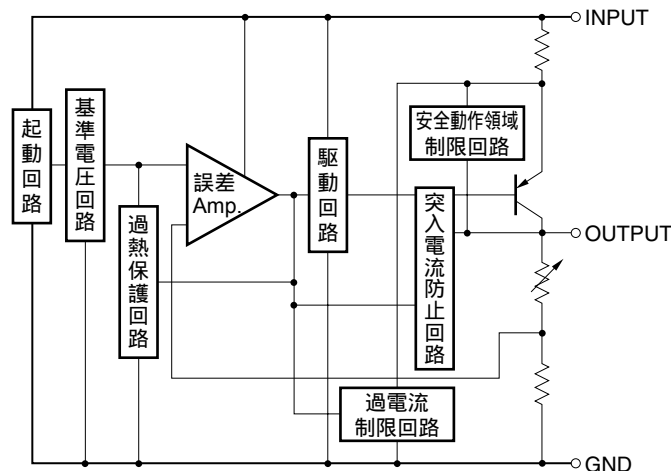 INPUT
起動回路
基準電圧回路
過熱保護回路
誤差
Amp.
駆動回路
安全動作領域
制限回路
突入電流防止回路
OUTPUT
過電流
制限回路
GND